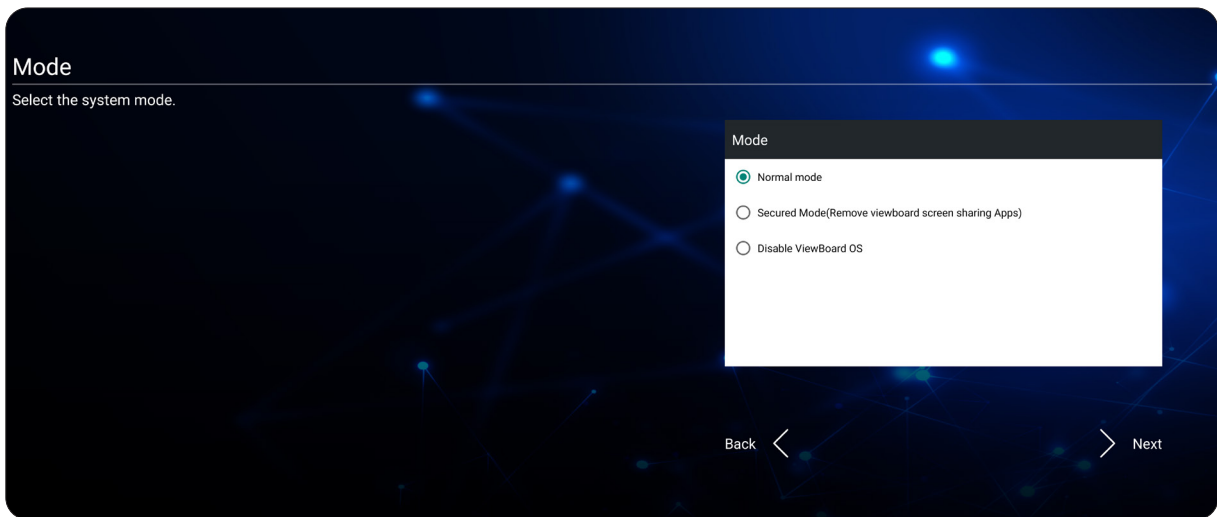 Mode
Select the system mode.
Mode
Normal mode
Secured Mode(Remove viewboard screen sharing Apps)
Disable ViewBoard OS
Back
Next